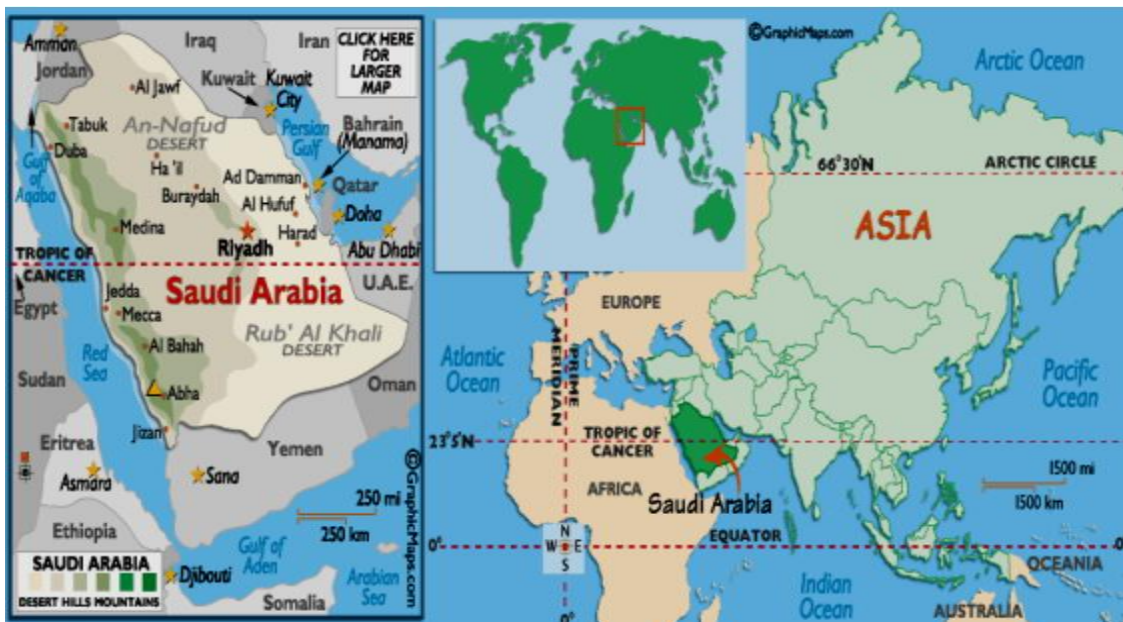 Amman
Iraq
Iran
CLICK HERE
FOR
LARGER
MAP
Jordan
Kuwait
Kuwait
City
Al Jawf
Tabuk
An-Nafud
DESERT
Persian
Gulf
Bahrain
(Manama)
Duba
Ha 'il
Gulf
of
Aqaba
Buraydah
Ad Damman
Qatar
Al Hufuf
Doha
Medina
Riyadh
Harad
Abu Dhabi
TROPIC OF
CANCER
Saudi Arabia
U.A.E.
Egypt
Jedda
Mecca
Rub' Al Khali
DESERT
Al Bahah
Red
Sea
Sudan
Abha
Oman
Jizan
Eritrea
Yemen
Asmara
Sana
250 mi
250 km
Ethiopia
Gulf of
Aden
SAUDI ARABIA
DESERT HILLS MOUNTAINS
Djibouti
Somalia
Arabian
Sea
©GraphicMaps.com
©GraphicMaps.com
Arctic Ocean
66°30'N
ARCTIC CIRCLE
ASIA
EUROPE
Atlantic
Ocean
PRIME
MERIDIAN
Pacific
Ocean
23°5'N
TROPIC OF
CANCER
AFRICA
Saudi Arabia
1500 mi
1500 km
N
W E
S
EQUATOR
0°
0°
OCEANIA
Indian
Ocean
AUSTRALIA
0°